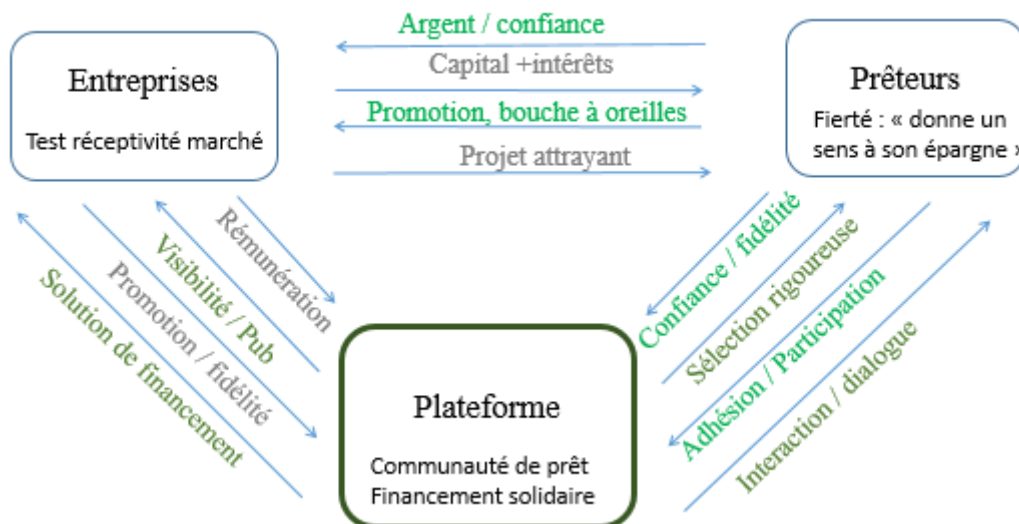 Argent / confiance
Entreprises
Test réceptivité marché
Capital +intérêts
Promotion, bouche à oreilles
Projet attrayant
Prêteurs
Fierté : « donne un
sens à son épargne »
Rémunération
Visibilité / Pub
Promotion / fidélité
Solution de financement
Confiance / fidélité
Sélection rigoureuse
Adhésion / Participation
Interaction / dialogue
Plateforme
Communauté de prêt
Financement solidaire